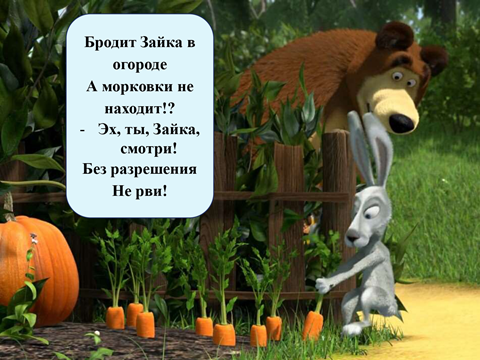 Бродит Зайка в
огороде
А морковки не
находит!?
- Эх, ты, Зайка,
смотри!
Без разрешения
Не рви!